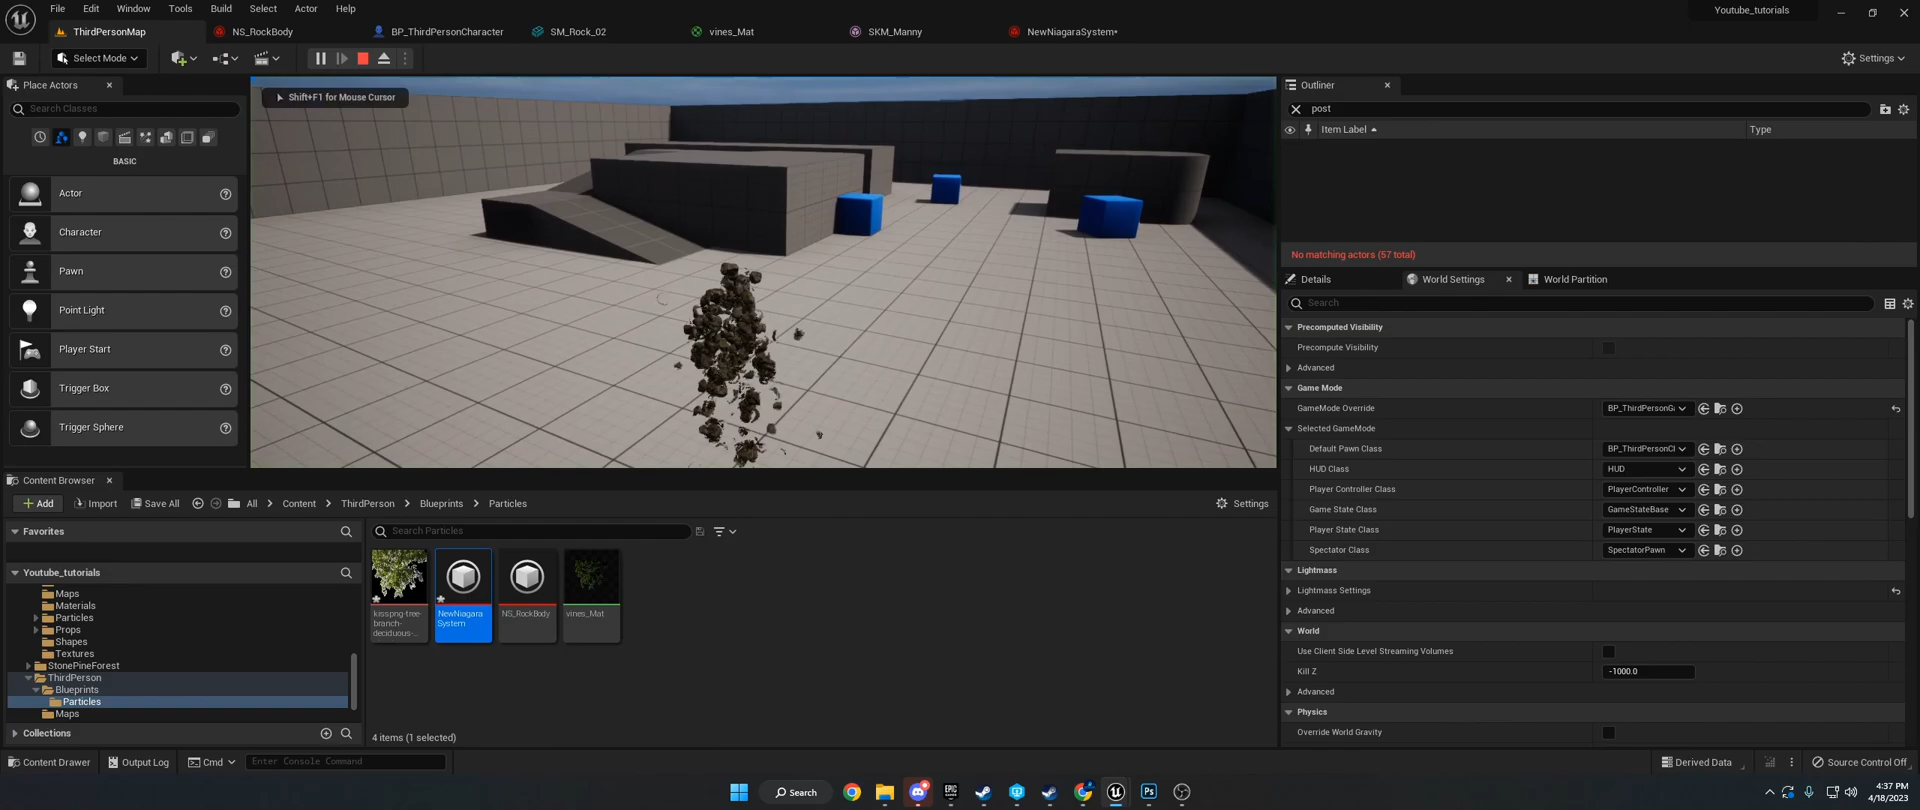 File Edit Window Tools Build Select Actor Help
Youtube_tutorials
ThirdPersonMap NS_RockBody BP_ThirdPersonCharacter SM_Rock_02 vines_Mat SKM_Manny NewNiagaraSystem*
Select Mode Settings
Place Actors
Search Classes
BASIC
Actor
Character
Pawn
Point Light
Player Start
Trigger Box
Trigger Sphere
Shift+F1 for Mouse Cursor
Outliner
post
Item Label Type
No matching actors (57 total)
Details World Settings World Partition
Search
Precomputed Visibility
Precompute Visibility
Advanced
Game Mode
GameMode Override BP_ThirdPersonG
Selected GameMode
Default Pawn Class BP_ThirdPersonCl
HUD Class HUD
Player Controller Class PlayerController
Game State Class GameStateBase
Player State Class PlayerState
Spectator Class SpectatorPawn
Lightmass
Lightmass Settings
Advanced
World
Use Client Side Level Streaming Volumes
Kill Z -1000.0
Advanced
Physics
Override World Gravity
Content Browser
Add Import Save All All Content ThirdPerson Blueprints Particles Settings
Favorites
Search Particles
Youtube_tutorials
Maps
Materials
Particles
Props
Shapes
Textures
StonePineForest
ThirdPerson
Blueprints
Particles
Maps
Collections
kisspng-tree-
branch-
deciduous-...
NewNiagara
System
NS_RockBody
vines_Mat
4 items (1 selected)
Content Drawer Output Log Cmd Enter Console Command Derived Data Source Control Off
Search
4:37 PM
4/18/2023